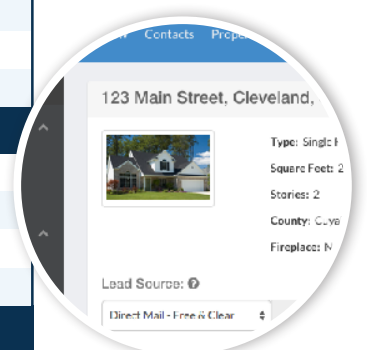 Contacts
123 Main Street, Cleveland,
Type: Single
Square Feet: 2
Stories: 2
County:
Fireplace: N
Lead Source:
Direct Mail - Free & Clear